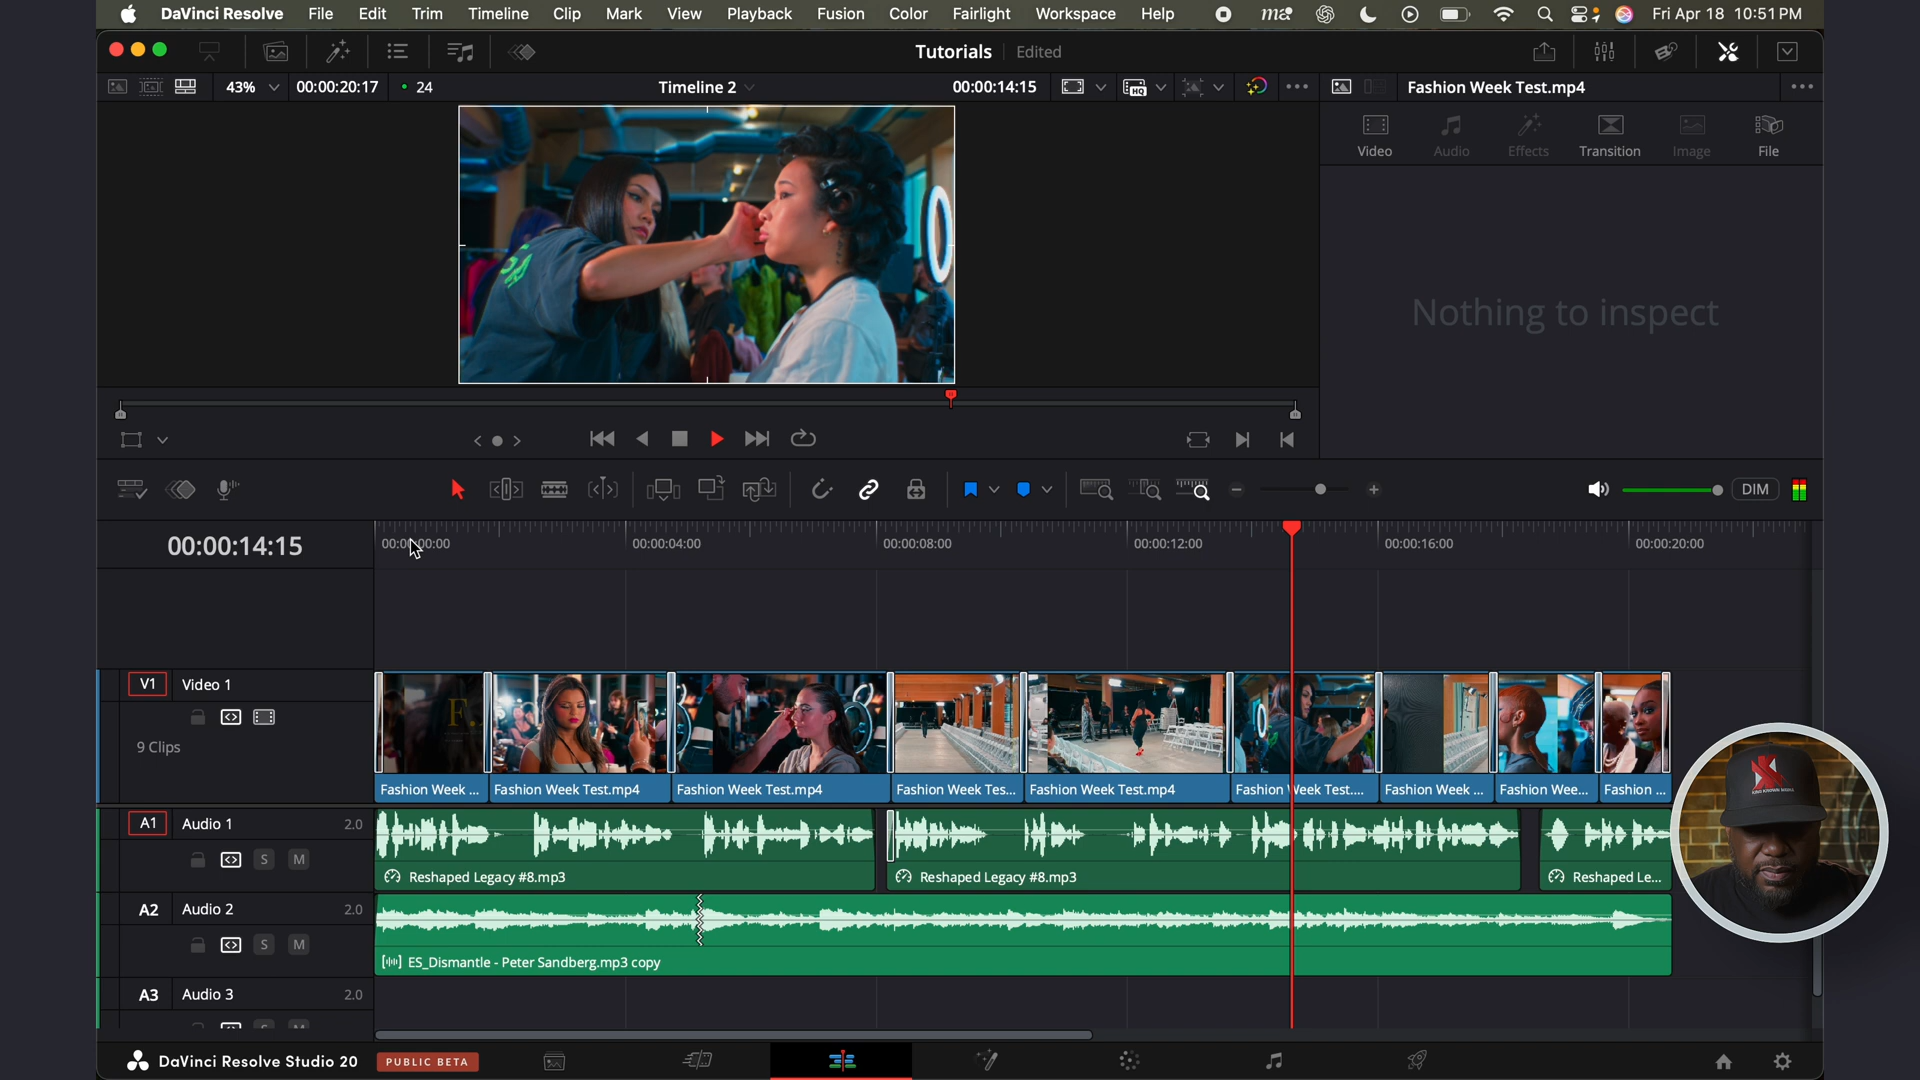 DaVinci Resolve File Edit Trim Timeline Clip Mark View Playback Fusion Color Fairlight Workspace Help Fri Apr 18 10:51 PM
Tutorials Edited
43% 00:00:20:17 24 Timeline 2 00:00:14:15 HQ Fashion Week Test.mp4
Video Audio Effects Transition Image File
Nothing to inspect
DIM
00:00:14:15
00:00:00:00 00:00:04:00 00:00:08:00 00:00:12:00 00:00:16:00 00:00:20:00
V1 Video 1
9 Clips
Fashion Week ... Fashion Week Test.mp4 Fashion Week Test.mp4 Fashion Week Tes... Fashion Week Test.mp4 Fashion Week Test.... Fashion Week ... Fashion Wee... Fashion ...
A1 Audio 1 2.0
S M
Reshaped Legacy #8.mp3 Reshaped Legacy #8.mp3 Reshaped Le...
A2 Audio 2 2.0
S M
ES_Dismantle - Peter Sandberg.mp3 copy
A3 Audio 3 2.0
DaVinci Resolve Studio 20 PUBLIC BETA